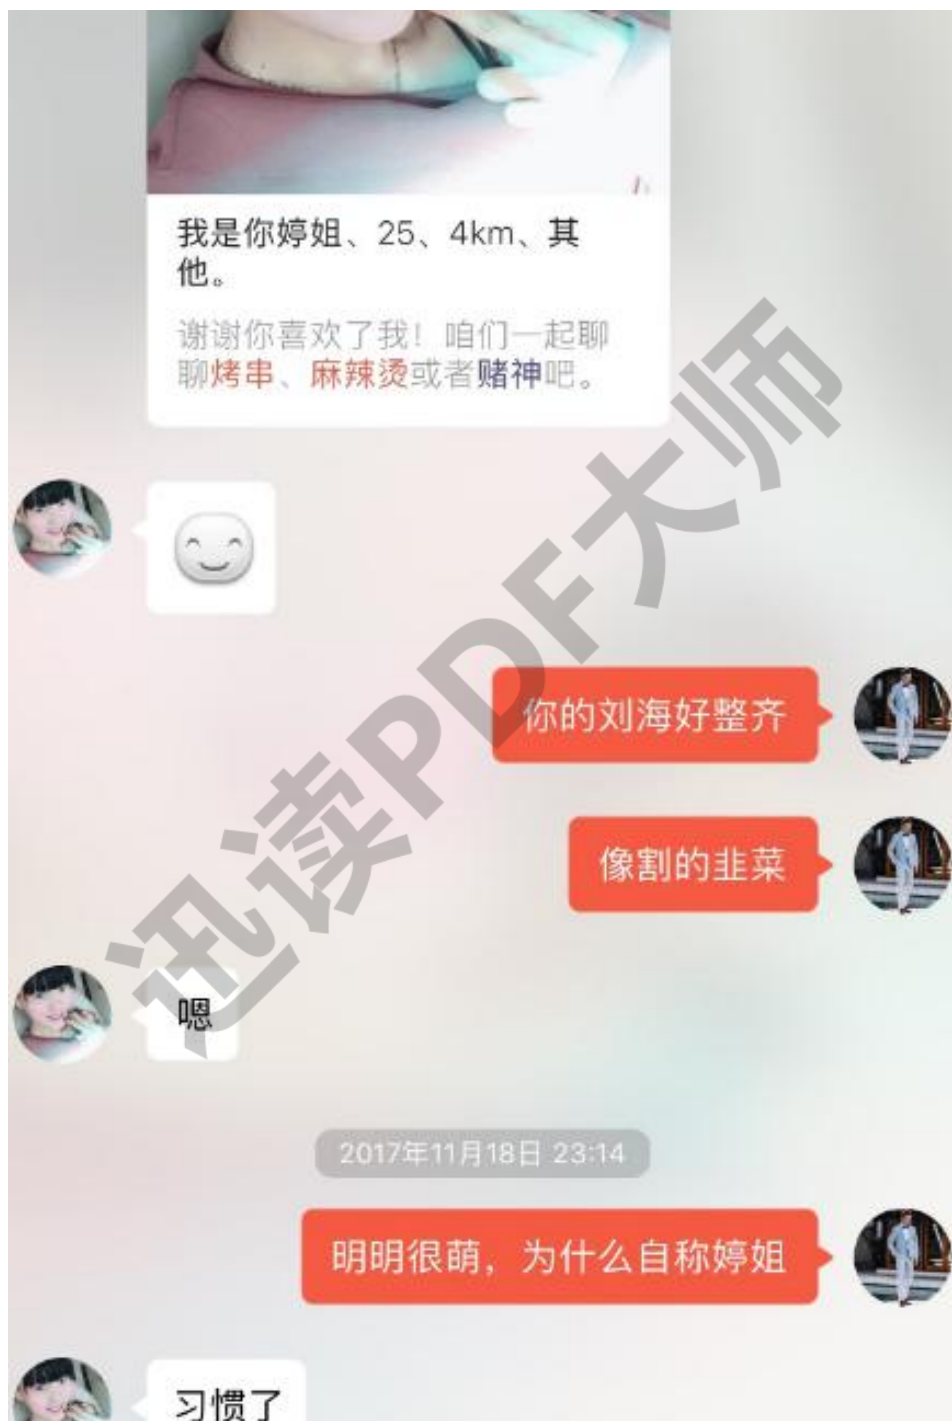 我是你婷姐、25、4km、其
他。
谢谢你喜欢了我！咱们一起聊
聊烤串、麻辣烫或者赌神吧。
你的刘海好整齐
像割的韭菜
嗯
2017年11月18日 23:14
明明很萌，为什么自称婷姐
习惯了
迅读PDF大师